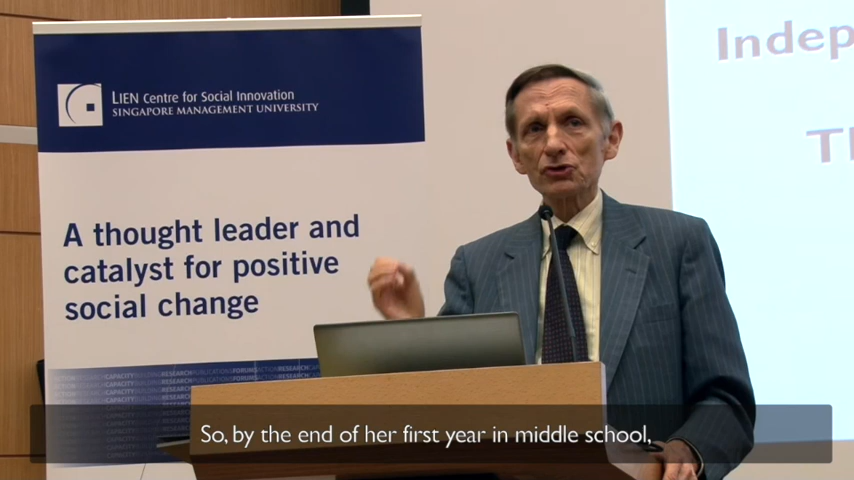 LIEN Centre for Social Innovation
SINGAPORE MANAGEMENT UNIVERSITY
A thought leader and
catalyst for positive
social change
So, by the end of her first year in middle school,